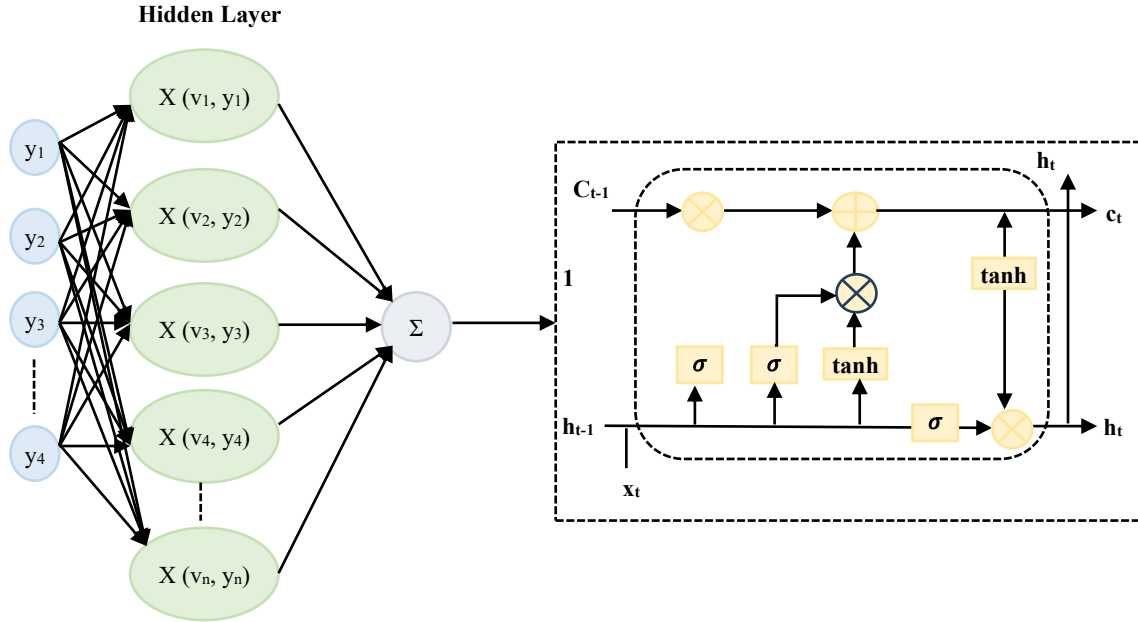 Hidden Layer
y₁
y₂
y₃
y₄
X (v₁, y₁)
X (v₂, y₂)
X (v₃, y₃)
X (v₄, y₄)
X (vₙ, yₙ)
Σ
1
Cₜ₋₁
hₜ
cₜ
tanh
σ
σ
tanh
σ
hₜ₋₁
hₜ
xₜ